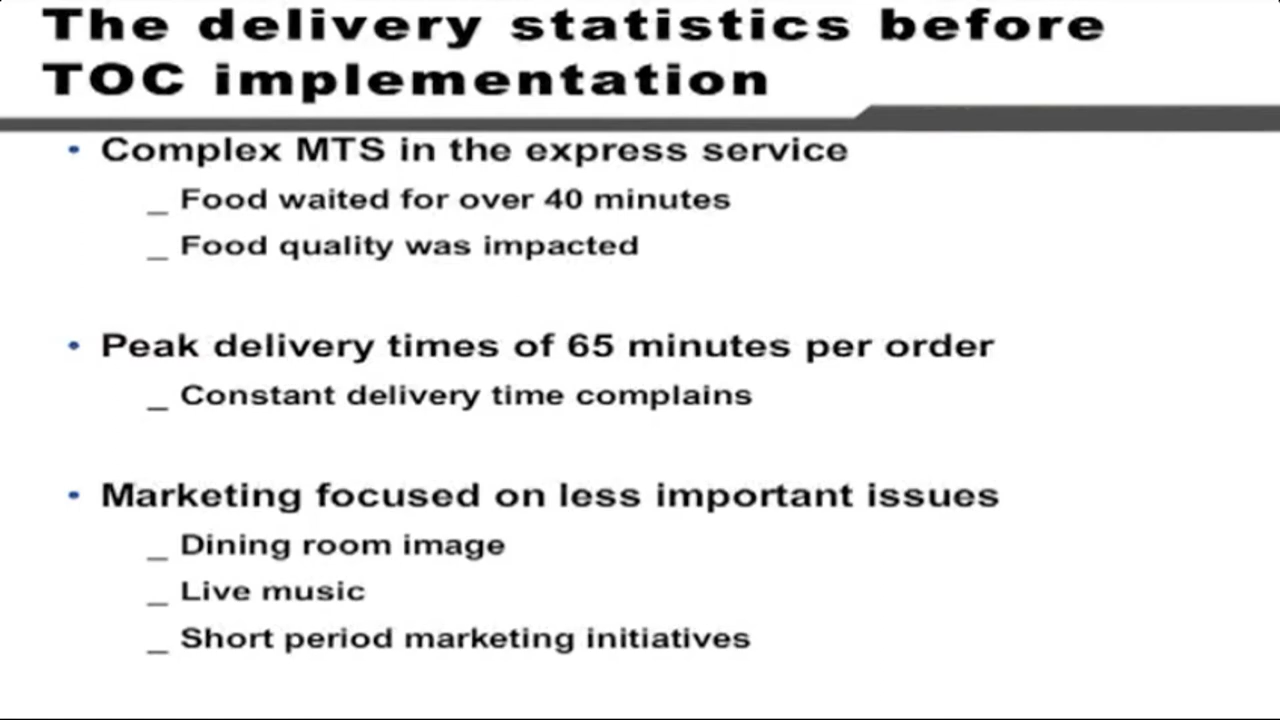 The delivery statistics before
TOC implementation
• Complex MTS in the express service
_ Food waited for over 40 minutes
_ Food quality was impacted
• Peak delivery times of 65 minutes per order
_ Constant delivery time complains
• Marketing focused on less important issues
_ Dining room image
_ Live music
_ Short period marketing initiatives